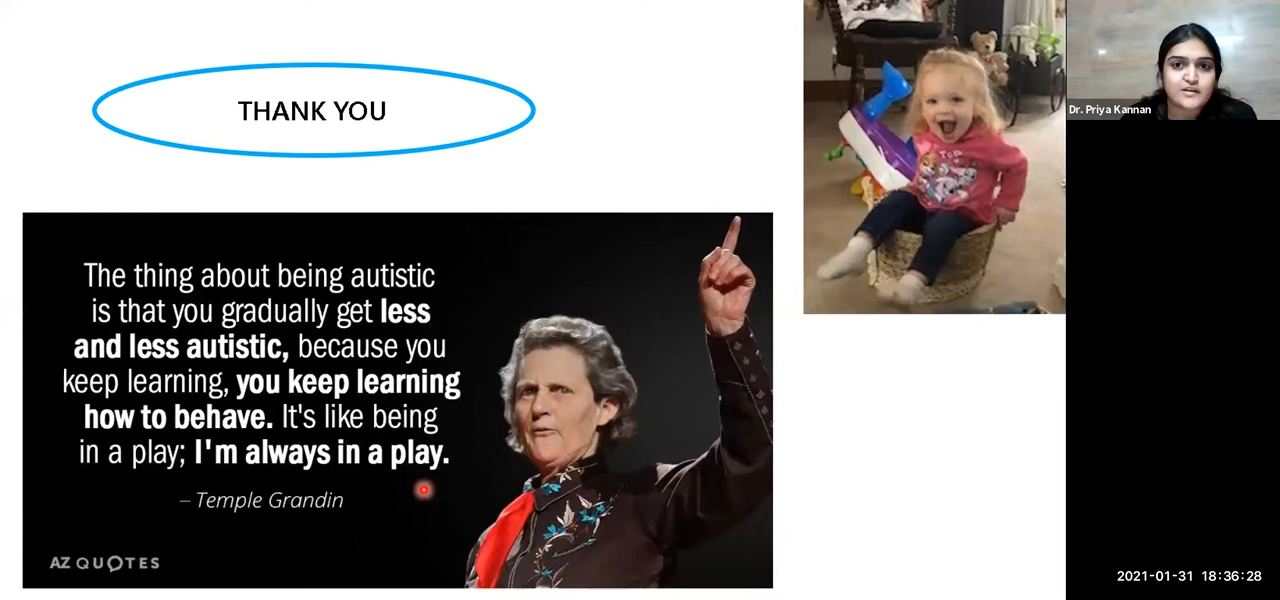 THANK YOU
The thing about being autistic
is that you gradually get less
and less autistic, because you
keep learning, you keep learning
how to behave. It's like being
in a play; I'm always in a play.
– Temple Grandin
AZ QUOTES
TOP
Dr. Priya Kannan
2021-01-31 18:36:28